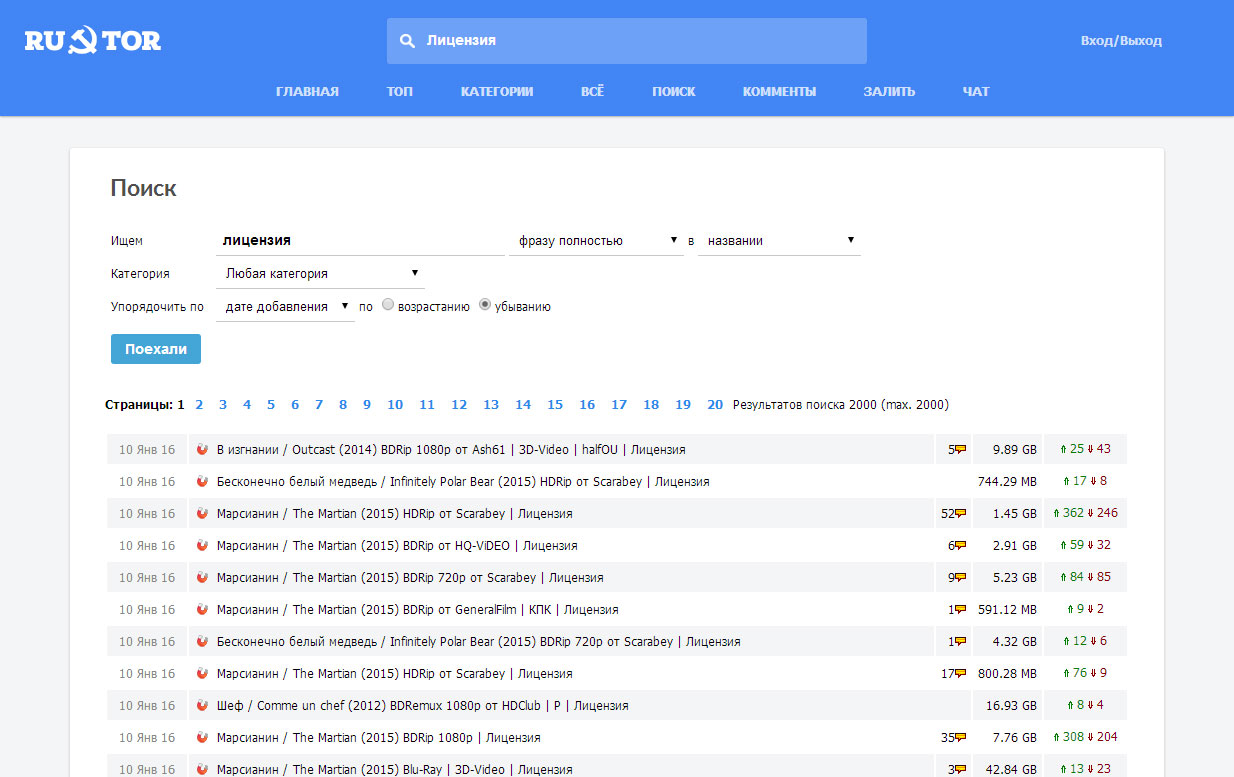 RU TOR
Лицензия
Вход/Выход
ГЛАВНАЯ ТОП КАТЕГОРИИ ВСЁ ПОИСК КОММЕНТЫ ЗАЛИТЬ ЧАТ
Поиск
Ищем лицензия фразу полностью в названии
Категория Любая категория
Упорядочить по дате добавления по возрастанию убыванию
Поехали
Страницы: 1 2 3 4 5 6 7 8 9 10 11 12 13 14 15 16 17 18 19 20 Результатов поиска 2000 (max. 2000)
10 Янв 16 В изгнании / Outcast (2014) BDRip 1080p от Ash61 | 3D-Video | halfOU | Лицензия 5 9.89 GB 25 43
10 Янв 16 Бесконечно белый медведь / Infinitely Polar Bear (2015) HDRip от Scarabey | Лицензия 744.29 MB 17 8
10 Янв 16 Марсианин / The Martian (2015) HDRip от Scarabey | Лицензия 52 1.45 GB 362 246
10 Янв 16 Марсианин / The Martian (2015) BDRip от HQ-ViDEO | Лицензия 6 2.91 GB 59 32
10 Янв 16 Марсианин / The Martian (2015) BDRip 720p от Scarabey | Лицензия 9 5.23 GB 84 85
10 Янв 16 Марсианин / The Martian (2015) BDRip от GeneralFilm | КПК | Лицензия 1 591.12 MB 9 2
10 Янв 16 Бесконечно белый медведь / Infinitely Polar Bear (2015) BDRip 720p от Scarabey | Лицензия 1 4.32 GB 12 6
10 Янв 16 Марсианин / The Martian (2015) HDRip от Scarabey | Лицензия 17 800.28 MB 76 9
10 Янв 16 Шеф / Comme un chef (2012) BDRemux 1080p от HDClub | P | Лицензия 16.93 GB 8 4
10 Янв 16 Марсианин / The Martian (2015) BDRip 1080p | Лицензия 35 7.76 GB 308 204
10 Янв 16 Марсианин / The Martian (2015) Blu-Ray | 3D-Video | Лицензия 3 42.84 GB 13 23